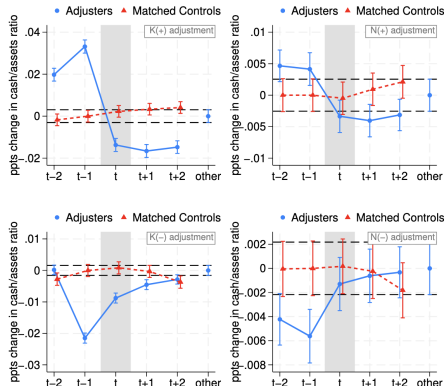 Adjusters Matched Controls
K(+) adjustment
ppts change in cash/assets ratio
.04
.02
0
-.02
t-2 t-1 t t+1 t+2 other
Adjusters Matched Controls
N(+) adjustment
ppts change in cash/assets ratio
.01
.005
0
-.005
-.01
t-2 t-1 t t+1 t+2 other
Adjusters Matched Controls
K(-) adjustment
ppts change in cash/assets ratio
.01
0
-.01
-.02
-.03
t-2 t-1 t t+1 t+2 other
Adjusters Matched Controls
N(-) adjustment
ppts change in cash/assets ratio
.002
0
-.002
-.004
-.006
-.008
t-2 t-1 t t+1 t+2 other